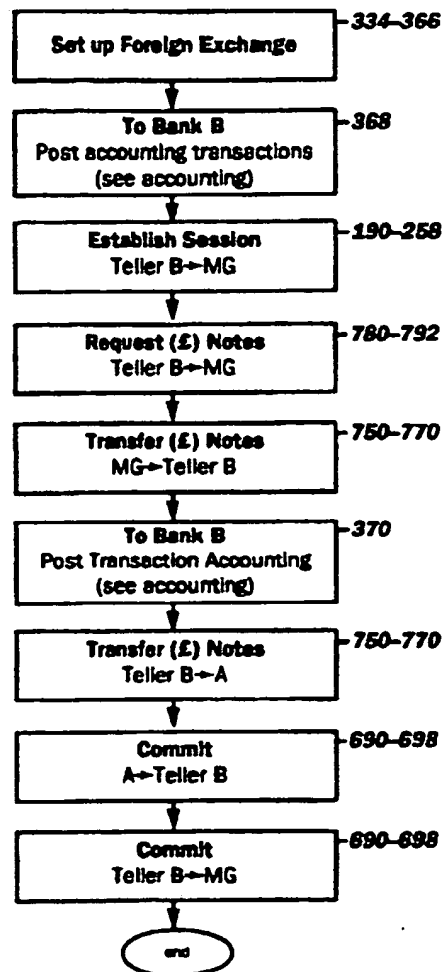 Set up Foreign Exchange
334–366
To Bank B
368
Post accounting transactions
(see accounting)
Establish Session
190–258
Teller B→MG
Request (£) Notes
780–792
Teller B→MG
Transfer (£) Notes
750–770
MG→Teller B
To Bank B
370
Post Transaction Accounting
(see accounting)
Transfer (£) Notes
750–770
Teller B→A
Commit
690–698
A→Teller B
Commit
690–698
Teller B→MG
end